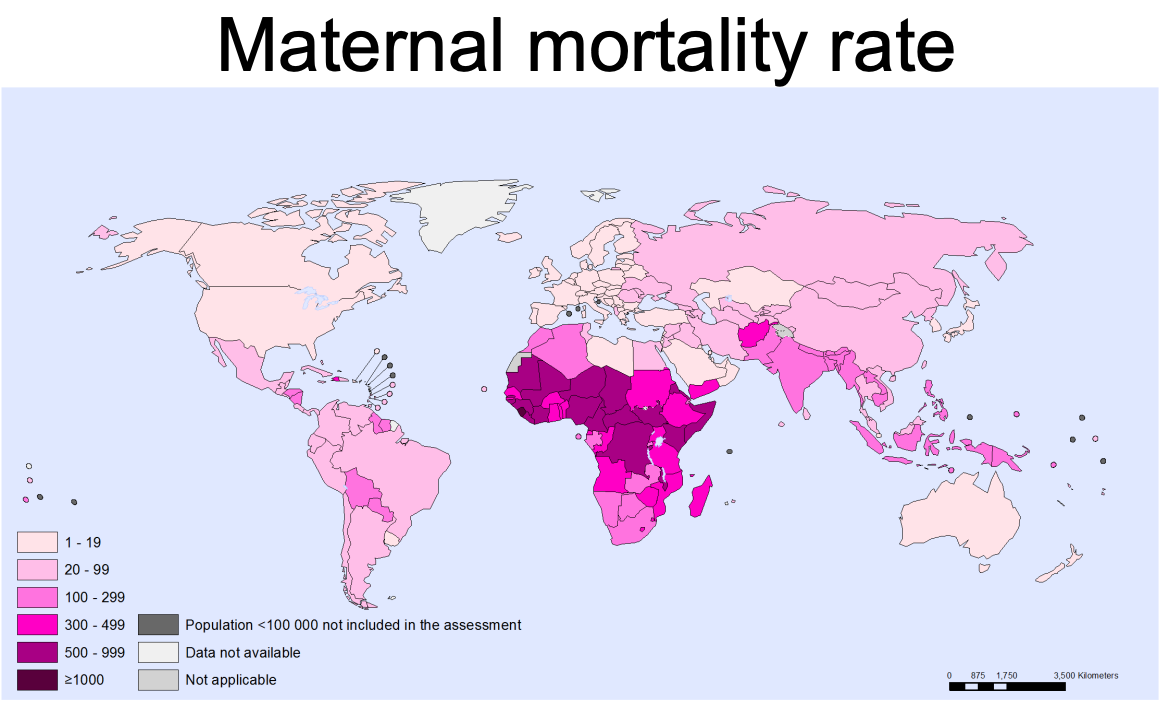 Maternal mortality rate
1 - 19
20 - 99
100 - 299
300 - 499
500 - 999
≥1000
Population <100 000 not included in the assessment
Data not available
Not applicable
0 875 1,750 3,500 Kilometers